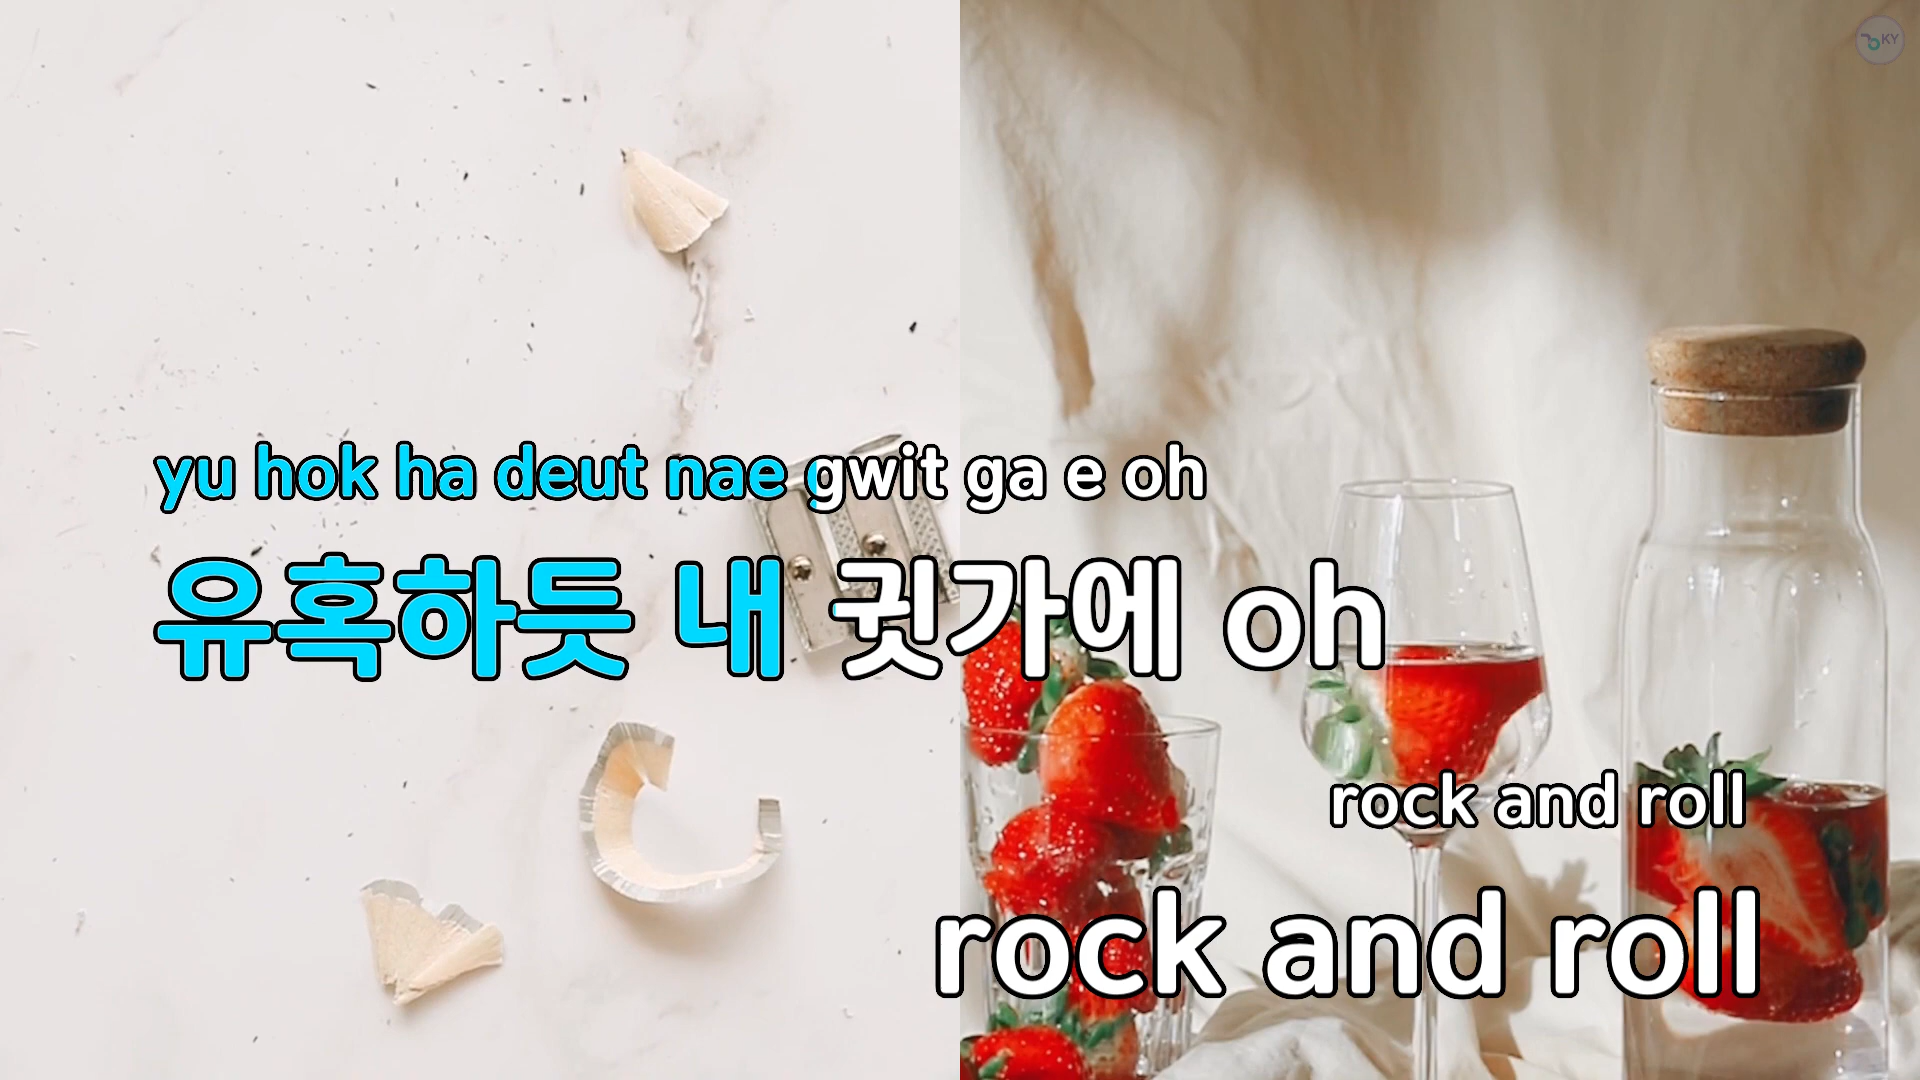 KY
yu hok ha deut nae gwit ga e oh
유혹하듯 내 귓가에 oh
rock and roll
rock and roll